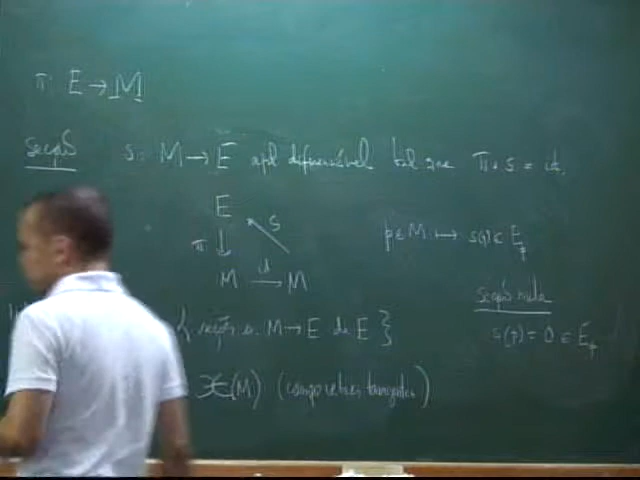 π: E → M
Secção s: M → E apl diferenciável tal que π∘s = id.
E
π ↓ s
M id → M
p ∈ M ↦ s(p) ∈ E_p
Secção nula
s(p) = 0 ∈ E_p
{ secções s: M → E de E }
𝔛(M) (campos vetoriais tangentes)